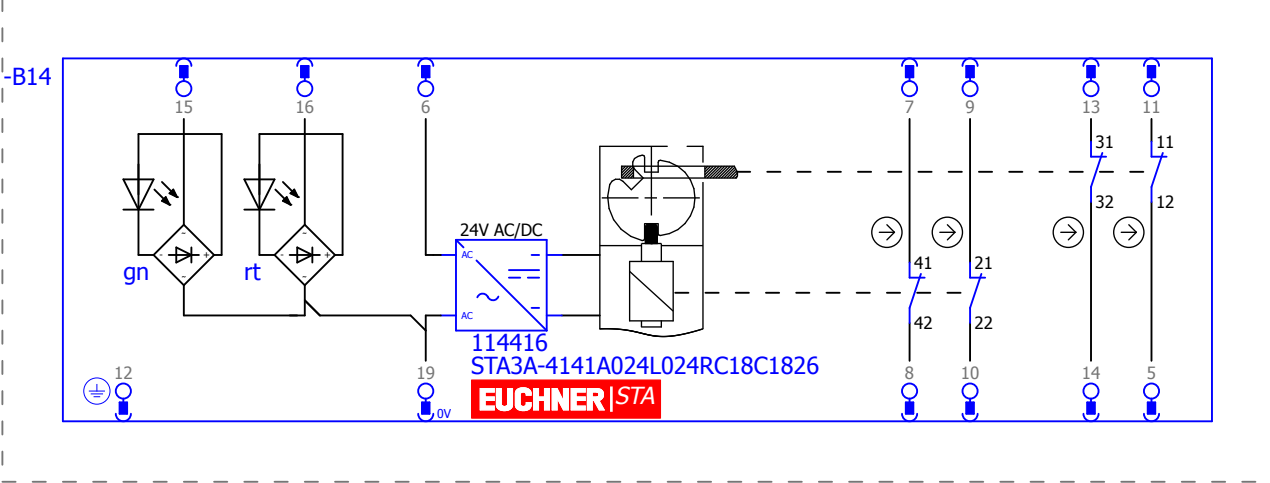 -B14
15 16 6 7 9 13 11
31 11
32 12
24V AC/DC
AC
~ ~
- + - +
~ ~
gn rt
41 21
AC
42 22
114416
STA3A-4141A024L024RC18C1826
12 19 8 10 14 5
EUCHNER|STA
0V